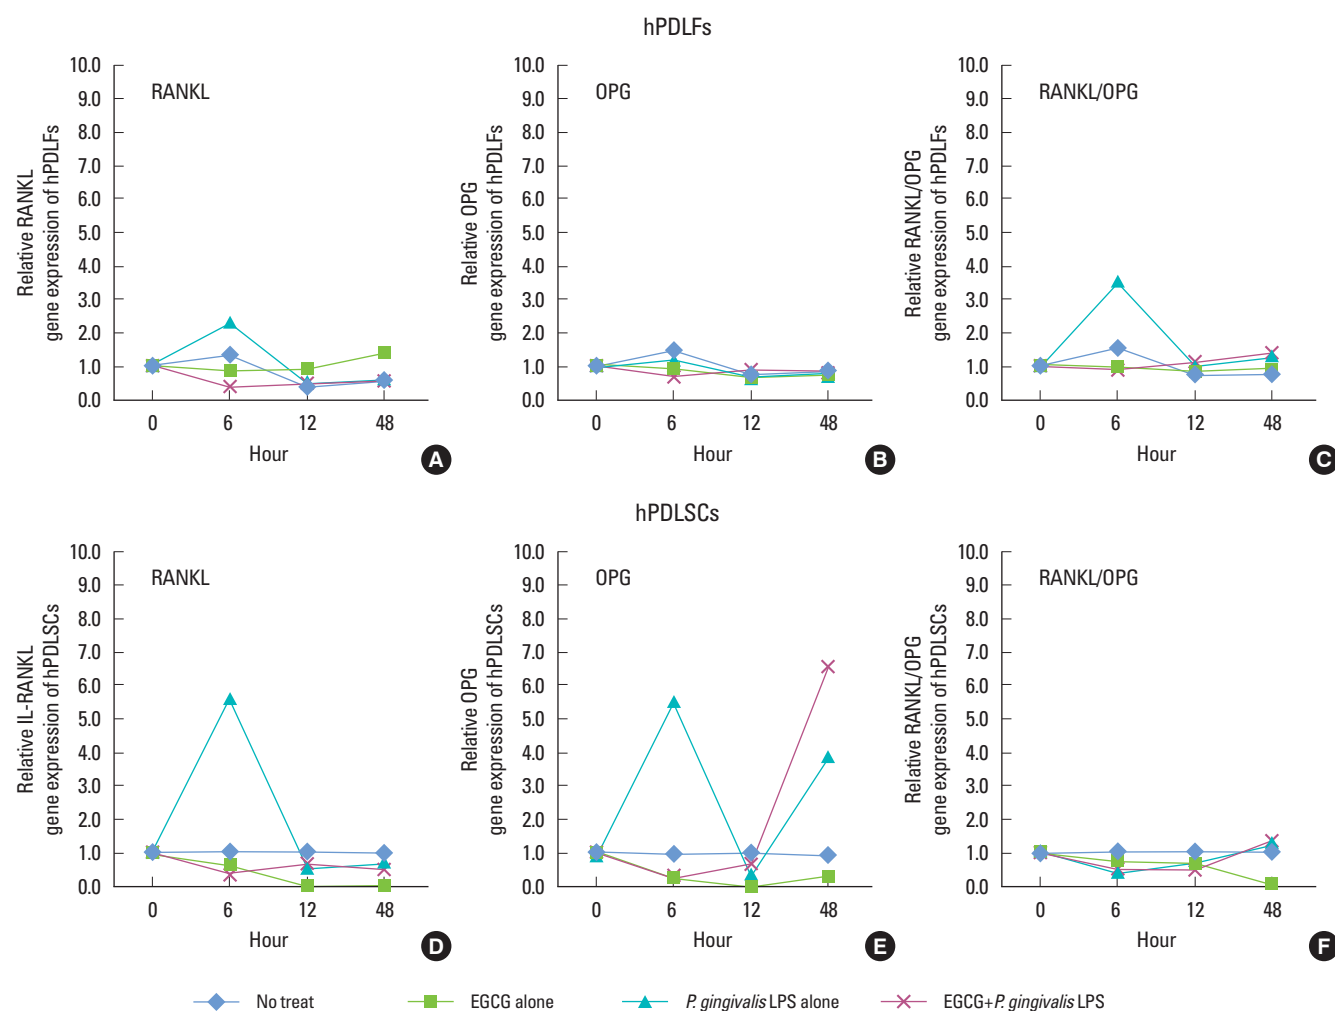 hPDLFs
RANKL
Relative RANKL
gene expression of hPDLFs
10.0
9.0
8.0
7.0
6.0
5.0
4.0
3.0
2.0
1.0
0.0
0 6 12 48
Hour
A
OPG
Relative OPG
gene expression of hPDLFs
10.0
9.0
8.0
7.0
6.0
5.0
4.0
3.0
2.0
1.0
0.0
0 6 12 48
Hour
B
RANKL/OPG
Relative RANKL/OPG
gene expression of hPDLFs
10.0
9.0
8.0
7.0
6.0
5.0
4.0
3.0
2.0
1.0
0.0
0 6 12 48
Hour
C
hPDLSCs
RANKL
Relative IL-RANKL
gene expression of hPDLSCs
10.0
9.0
8.0
7.0
6.0
5.0
4.0
3.0
2.0
1.0
0.0
0 6 12 48
Hour
D
OPG
Relative OPG
gene expression of hPDLSCs
10.0
9.0
8.0
7.0
6.0
5.0
4.0
3.0
2.0
1.0
0.0
0 6 12 48
Hour
E
RANKL/OPG
Relative RANKL/OPG
gene expression of hPDLSCs
10.0
9.0
8.0
7.0
6.0
5.0
4.0
3.0
2.0
1.0
0.0
0 6 12 48
Hour
F
No treat EGCG alone P. gingivalis LPS alone EGCG+P. gingivalis LPS